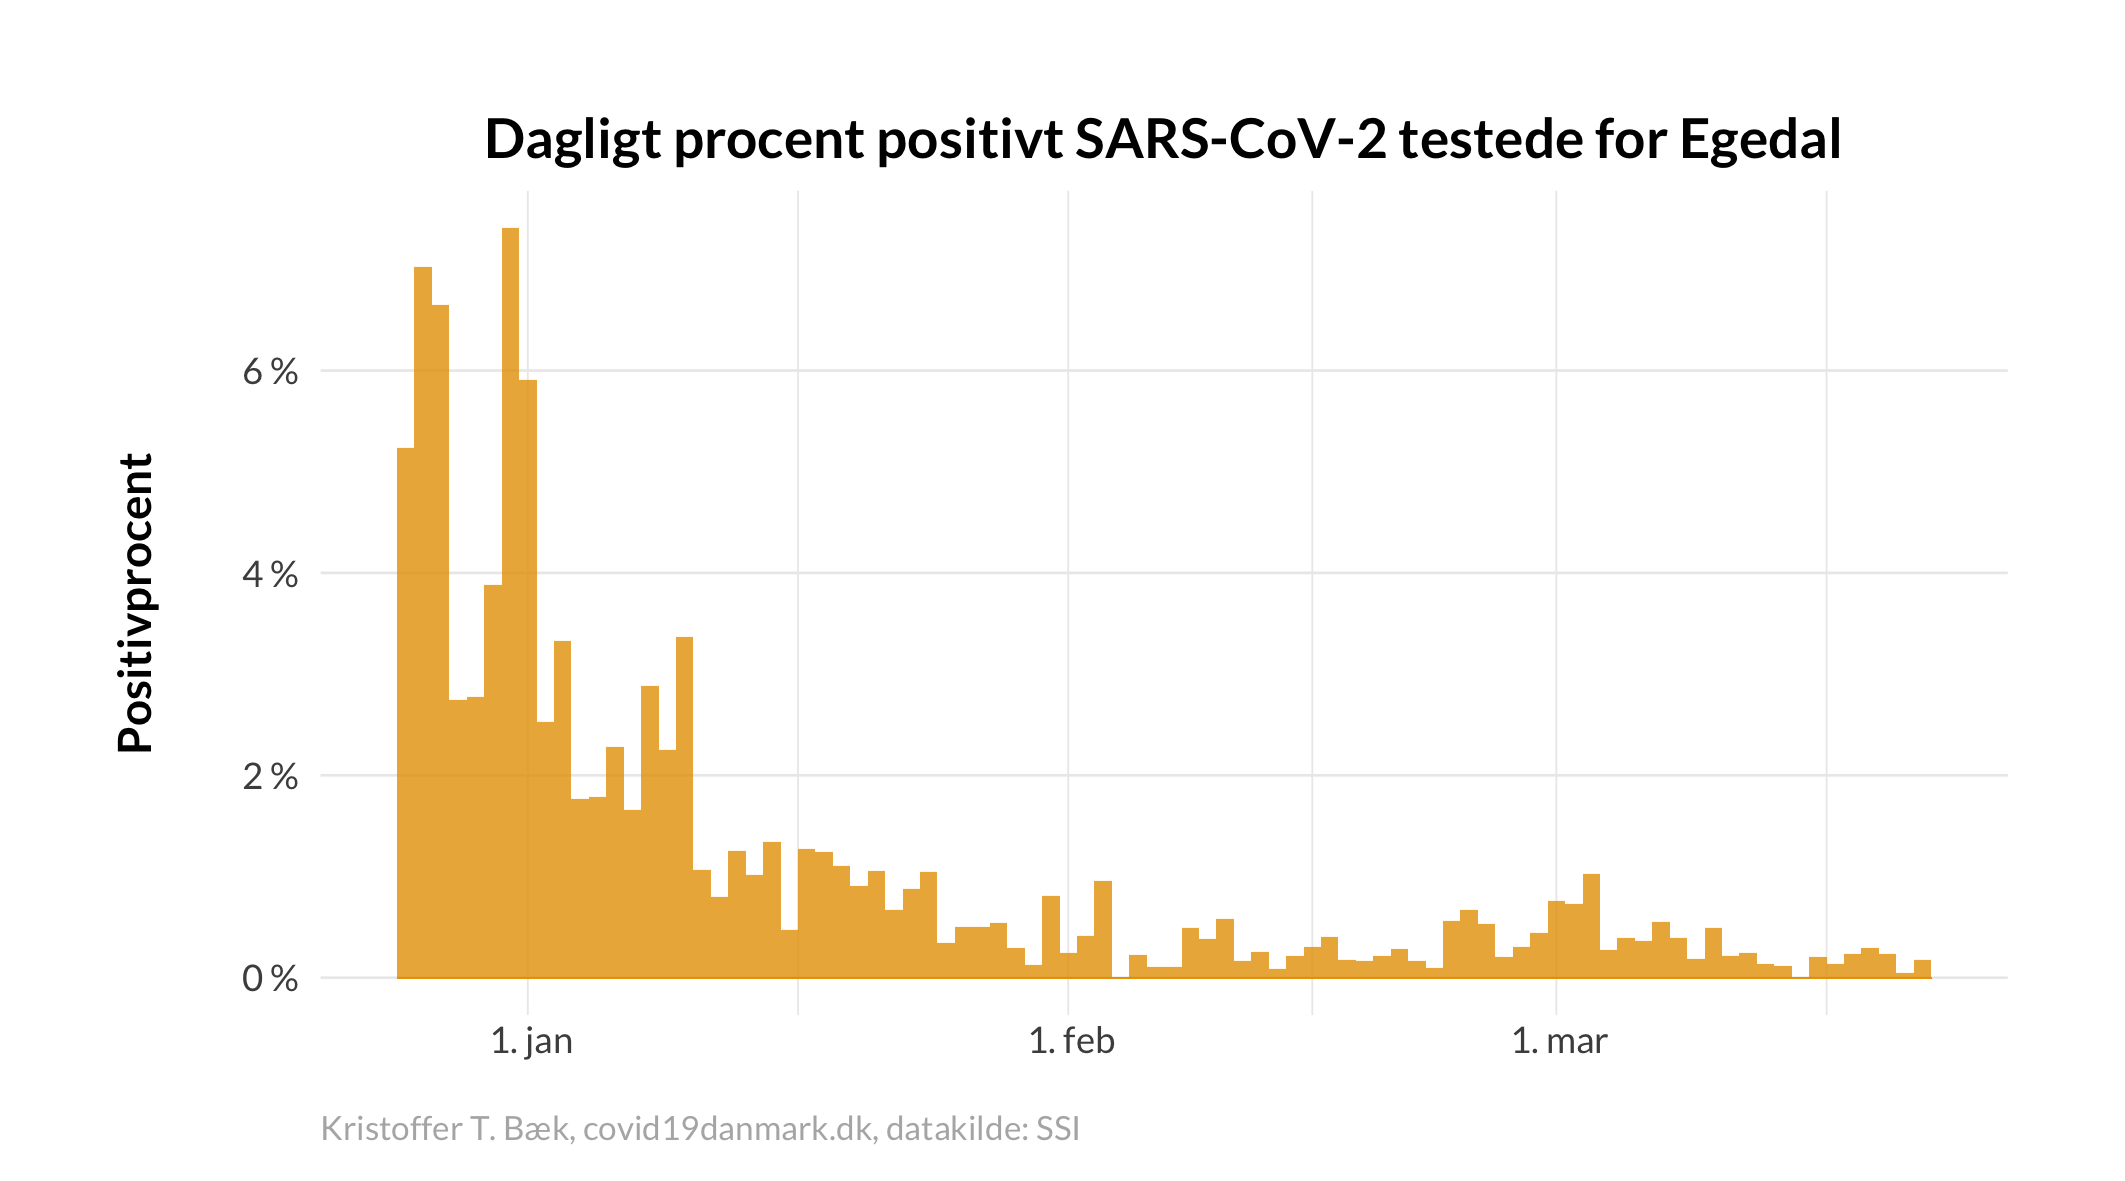 Dagligt procent positivt SARS-CoV-2 testede for Egedal
Positivprocent
6 %
4 %
2 %
0 %
1. jan
1. feb
1. mar
Kristoffer T. Bæk, covid19danmark.dk, datakilde: SSI